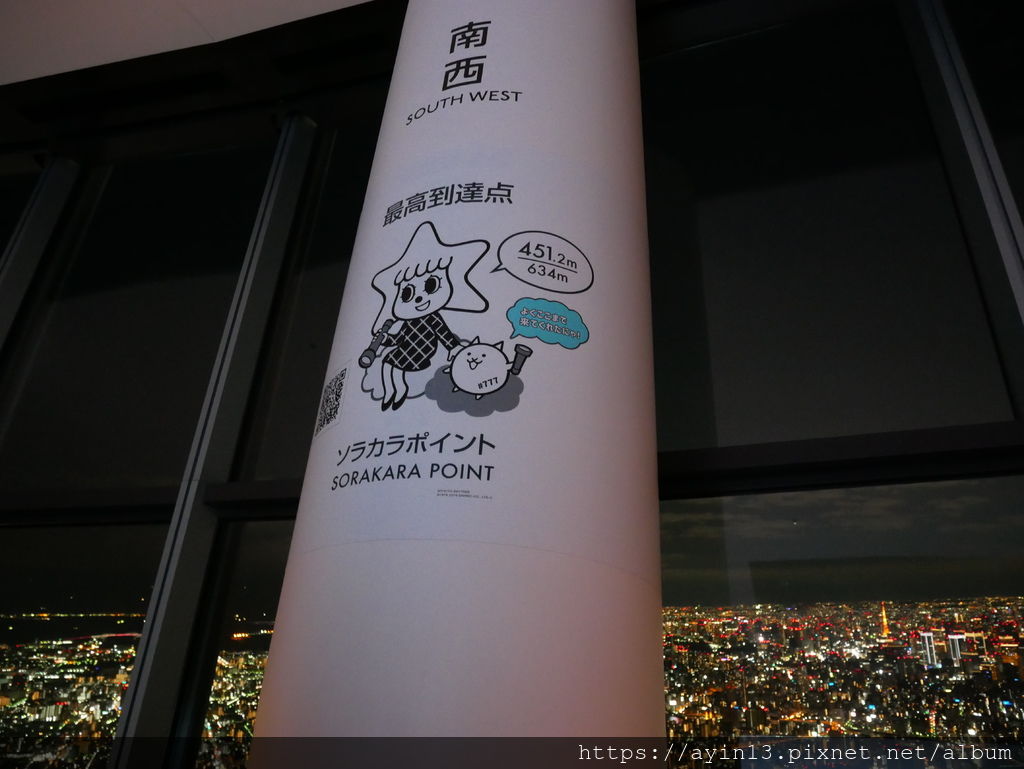 南
西
SOUTH WEST
最高到達点
451.2m
634m
よくここまで
来てくれたにゃ!
#777
ソラカラポイント
SORAKARA POINT
https://ayin13.pixnet.net/album